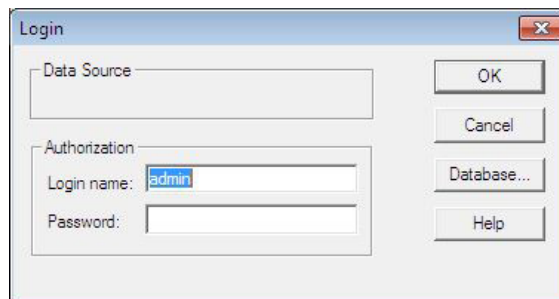 Login
Data Source
OK
Cancel
Authorization
Login name: admin
Database...
Password:
Help